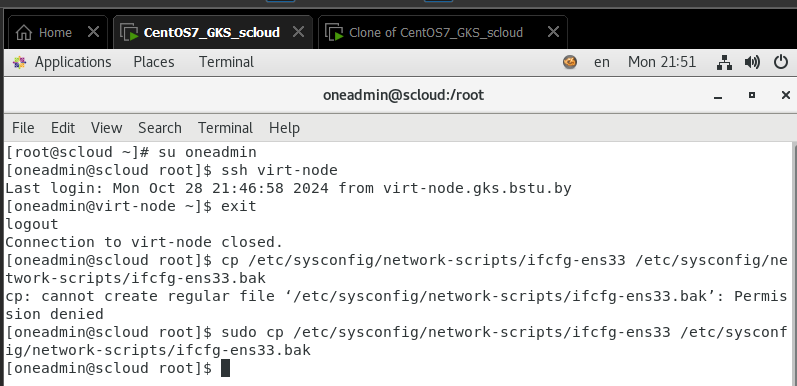 Home
CentOS7_GKS_scloud
Clone of CentOS7_GKS_scloud
Applications Places Terminal en Mon 21:51
oneadmin@scloud:/root
File Edit View Search Terminal Help
[root@scloud ~]# su oneadmin
[oneadmin@scloud root]$ ssh virt-node
Last login: Mon Oct 28 21:46:58 2024 from virt-node.gks.bstu.by
[oneadmin@virt-node ~]$ exit
logout
Connection to virt-node closed.
[oneadmin@scloud root]$ cp /etc/sysconfig/network-scripts/ifcfg-ens33 /etc/sysconfig/ne
twork-scripts/ifcfg-ens33.bak
cp: cannot create regular file ‘/etc/sysconfig/network-scripts/ifcfg-ens33.bak’: Permis
sion denied
[oneadmin@scloud root]$ sudo cp /etc/sysconfig/network-scripts/ifcfg-ens33 /etc/sysconf
ig/network-scripts/ifcfg-ens33.bak
[oneadmin@scloud root]$